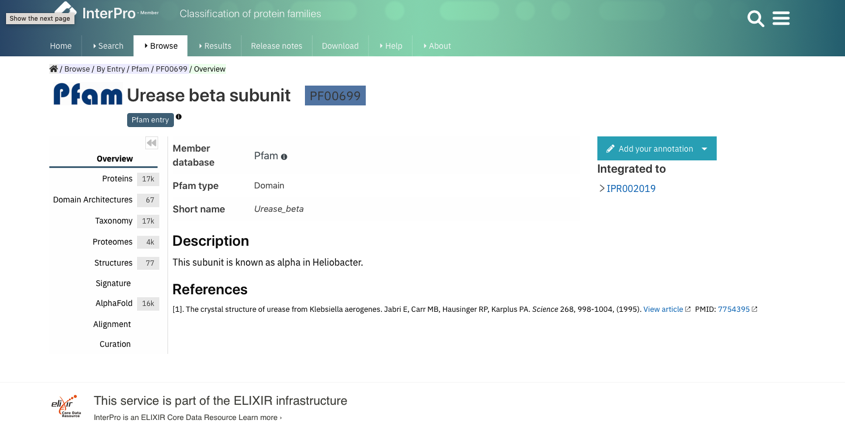 Show the next page
InterPro Member
Classification of protein families
Home
Search
Browse
Results
Release notes
Download
Help
About
/ Browse / By Entry / Pfam / PF00699 / Overview
Pfam Urease beta subunit PF00699
Pfam entry
Overview
Proteins 17k
Domain Architectures 67
Taxonomy 17k
Proteomes 4k
Structures 77
Signature
AlphaFold 16k
Alignment
Curation
Member database Pfam
Pfam type Domain
Short name Urease_beta
Add your annotation
Integrated to
IPR002019
Description
This subunit is known as alpha in Heliobacter.
References
[1]. The crystal structure of urease from Klebsiella aerogenes. Jabri E, Carr MB, Hausinger RP, Karplus PA. Science 268, 998-1004, (1995). View article PMID: 7754395
elixir
Core Data
Resource
This service is part of the ELIXIR infrastructure
InterPro is an ELIXIR Core Data Resource Learn more ›